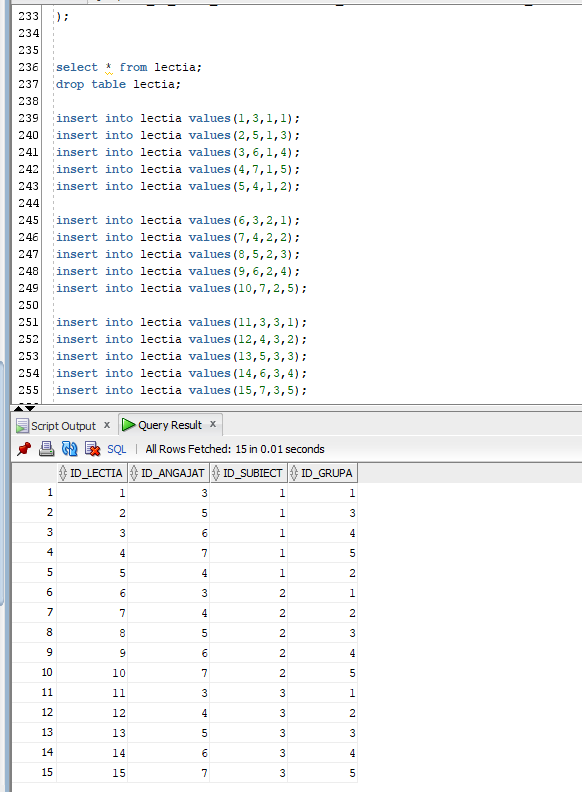 233 );
234
235
236 select * from lectia;
237 drop table lectia;
238
239 insert into lectia values(1,3,1,1);
240 insert into lectia values(2,5,1,3);
241 insert into lectia values(3,6,1,4);
242 insert into lectia values(4,7,1,5);
243 insert into lectia values(5,4,1,2);
244
245 insert into lectia values(6,3,2,1);
246 insert into lectia values(7,4,2,2);
247 insert into lectia values(8,5,2,3);
248 insert into lectia values(9,6,2,4);
249 insert into lectia values(10,7,2,5);
250
251 insert into lectia values(11,3,3,1);
252 insert into lectia values(12,4,3,2);
253 insert into lectia values(13,5,3,3);
254 insert into lectia values(14,6,3,4);
255 insert into lectia values(15,7,3,5);
Script Output x Query Result x
SQL | All Rows Fetched: 15 in 0.01 seconds
ID_LECTIA ID_ANGAJAT ID_SUBIECT ID_GRUPA
1 1 3 1 1
2 2 5 1 3
3 3 6 1 4
4 4 7 1 5
5 5 4 1 2
6 6 3 2 1
7 7 4 2 2
8 8 5 2 3
9 9 6 2 4
10 10 7 2 5
11 11 3 3 1
12 12 4 3 2
13 13 5 3 3
14 14 6 3 4
15 15 7 3 5